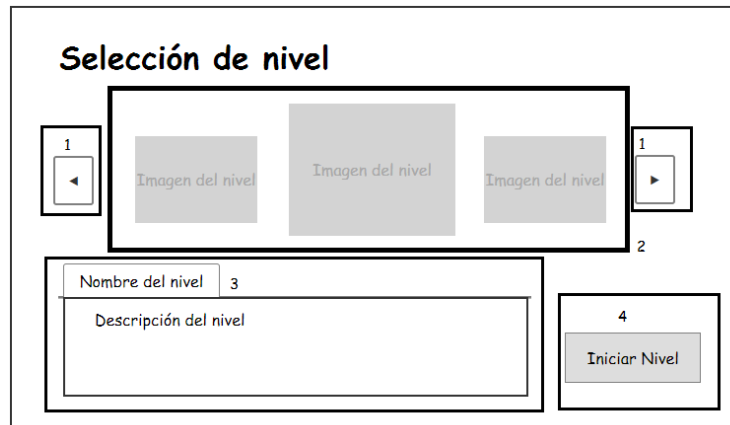 Selección de nivel
1
1
◄
Imagen del nivel
Imagen del nivel
Imagen del nivel
►
2
Nombre del nivel
3
Descripción del nivel
4
Iniciar Nivel